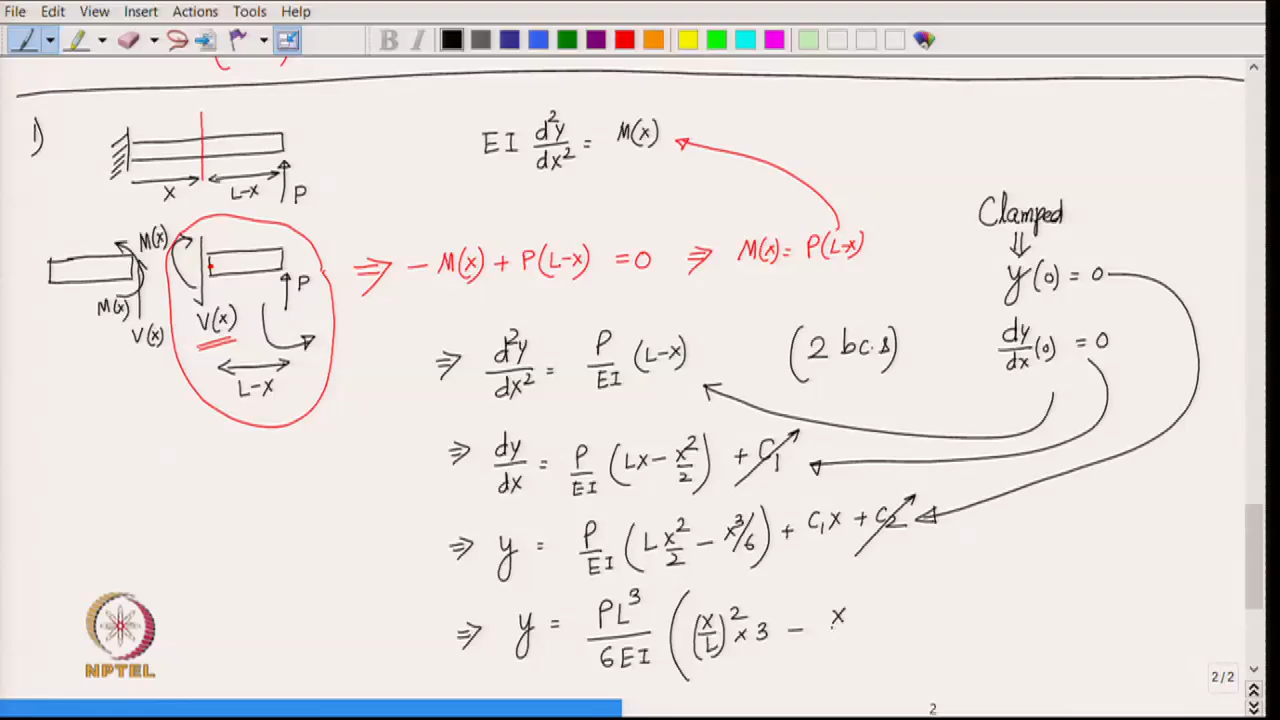 File Edit View Insert Actions Tools Help
B I
1)
EI d²y/dx² = M(x)
x L-x P
Clamped
M(x) M(x) V(x)
V(x) P
L-x
⇒ - M(x) + P(L-x) = 0 ⇒ M(x) = P(L-x)
y(0) = 0
dy/dx (0) = 0
⇒ d²y/dx² = P/EI (L-x) (2 bc.s)
⇒ dy/dx = P/EI (Lx - x²/2) + C₁
⇒ y = P/EI (L x²/2 - x³/6) + C₁x + C₂
⇒ y = PL³/6EI ((x/L)² × 3 - x
NPTEL
2/2
2